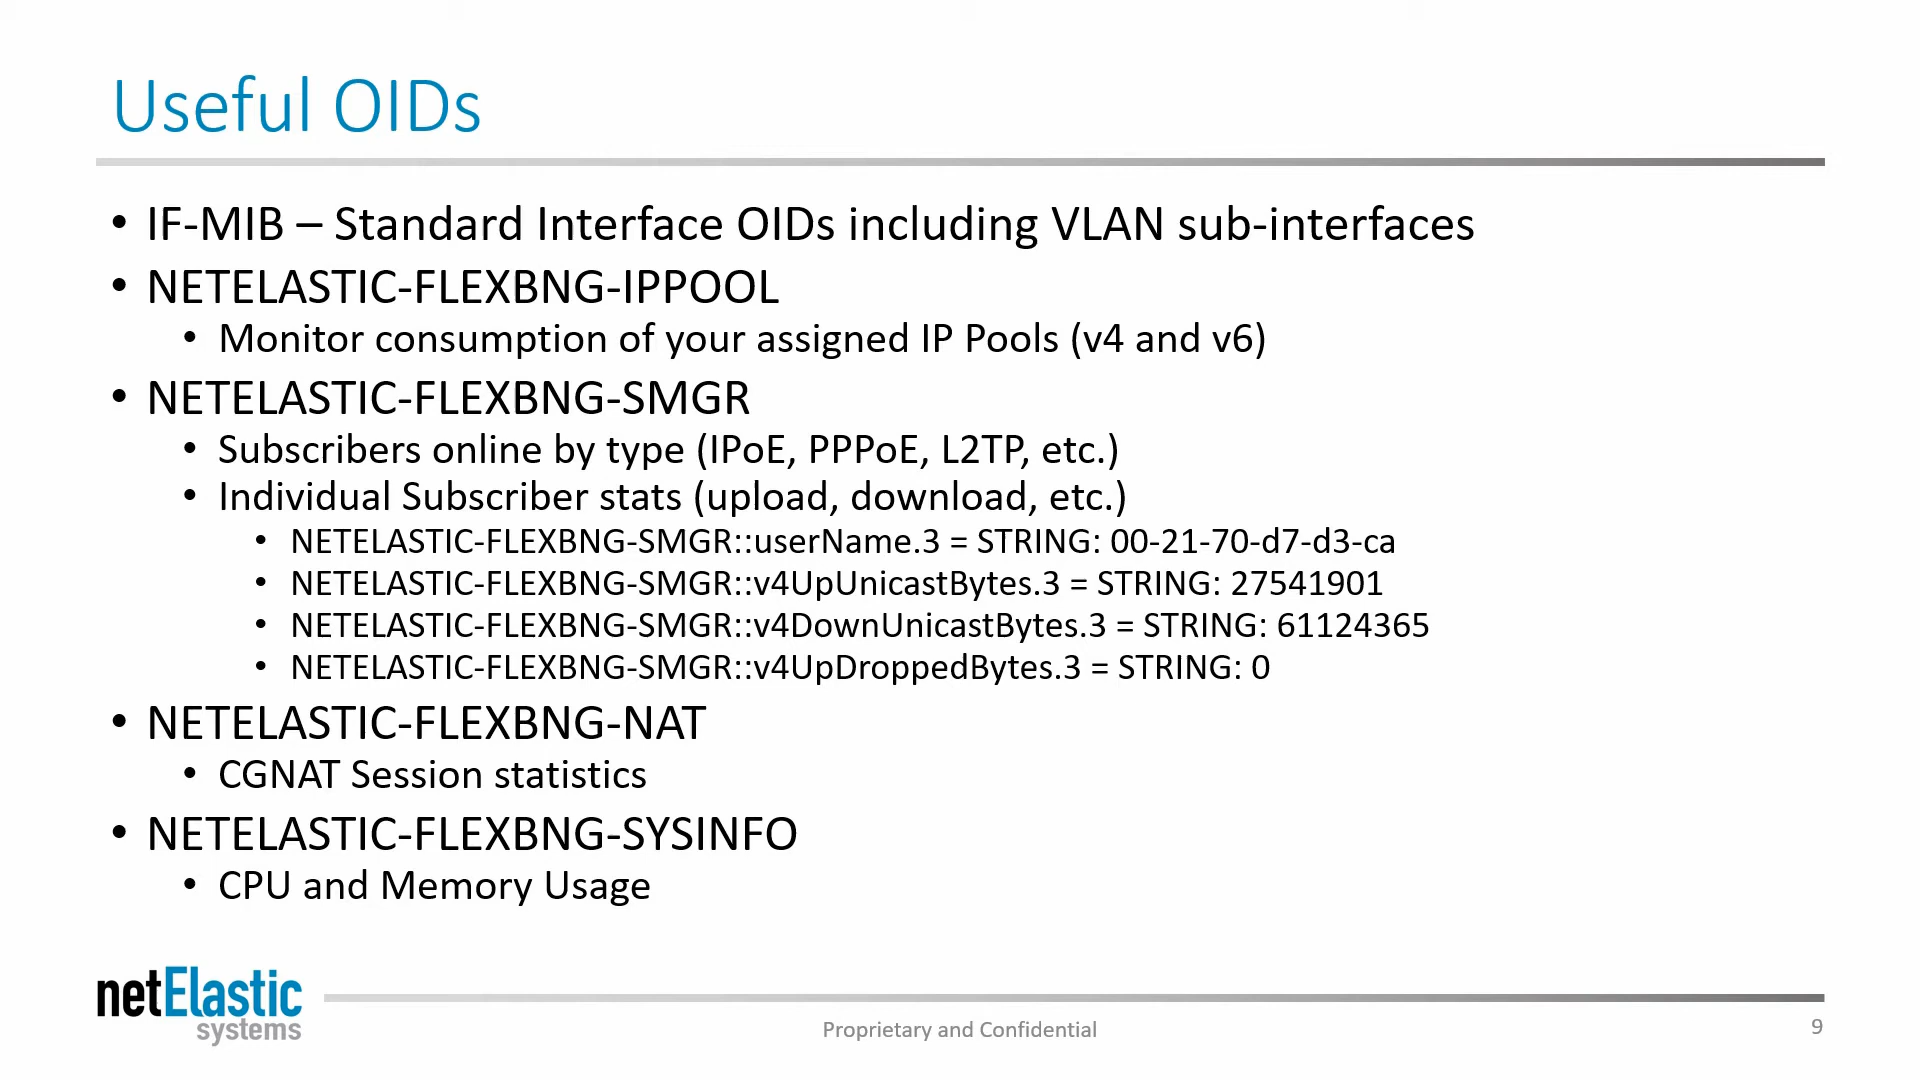 Useful OIDs
• IF-MIB – Standard Interface OIDs including VLAN sub-interfaces
• NETELASTIC-FLEXBNG-IPPOOL
• Monitor consumption of your assigned IP Pools (v4 and v6)
• NETELASTIC-FLEXBNG-SMGR
• Subscribers online by type (IPoE, PPPoE, L2TP, etc.)
• Individual Subscriber stats (upload, download, etc.)
• NETELASTIC-FLEXBNG-SMGR::userName.3 = STRING: 00-21-70-d7-d3-ca
• NETELASTIC-FLEXBNG-SMGR::v4UpUnicastBytes.3 = STRING: 27541901
• NETELASTIC-FLEXBNG-SMGR::v4DownUnicastBytes.3 = STRING: 61124365
• NETELASTIC-FLEXBNG-SMGR::v4UpDroppedBytes.3 = STRING: 0
• NETELASTIC-FLEXBNG-NAT
• CGNAT Session statistics
• NETELASTIC-FLEXBNG-SYSINFO
• CPU and Memory Usage
netElastic
systems
Proprietary and Confidential
9